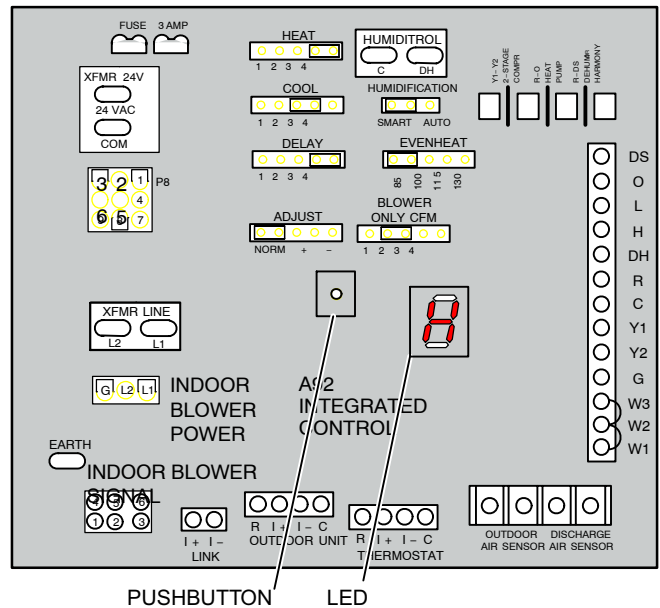 FUSE 3 AMP
XFMR 24V
24 VAC
COM
3 2 1
P8
4
6 5 7
XFMR LINE
L2 L1
G L2 L1
INDOOR
BLOWER
POWER
EARTH
INDOOR BLOWER
SIGNAL
4 5 6
1 2 3
I + I -
LINK
HEAT
1 2 3 4
COOL
1 2 3 4
DELAY
1 2 3 4
ADJUST
NORM + -
HUMIDITROL
C DH
HUMIDIFICATION
SMART AUTO
EVENHEAT
85 100 115 130
BLOWER
ONLY CFM
1 2 3 4
A92
INTEGRATED
CONTROL
R I + I - C
OUTDOOR UNIT
R I + I - C
THERMOSTAT
Y1-Y2
2-STAGE
COMPR
R-O
HEAT
PUMP
R-DS
DEHUM
HARMONY
DS
O
L
H
DH
R
C
Y1
Y2
G
W3
W2
W1
OUTDOOR
AIR SENSOR
DISCHARGE
AIR SENSOR
PUSHBUTTON
LED